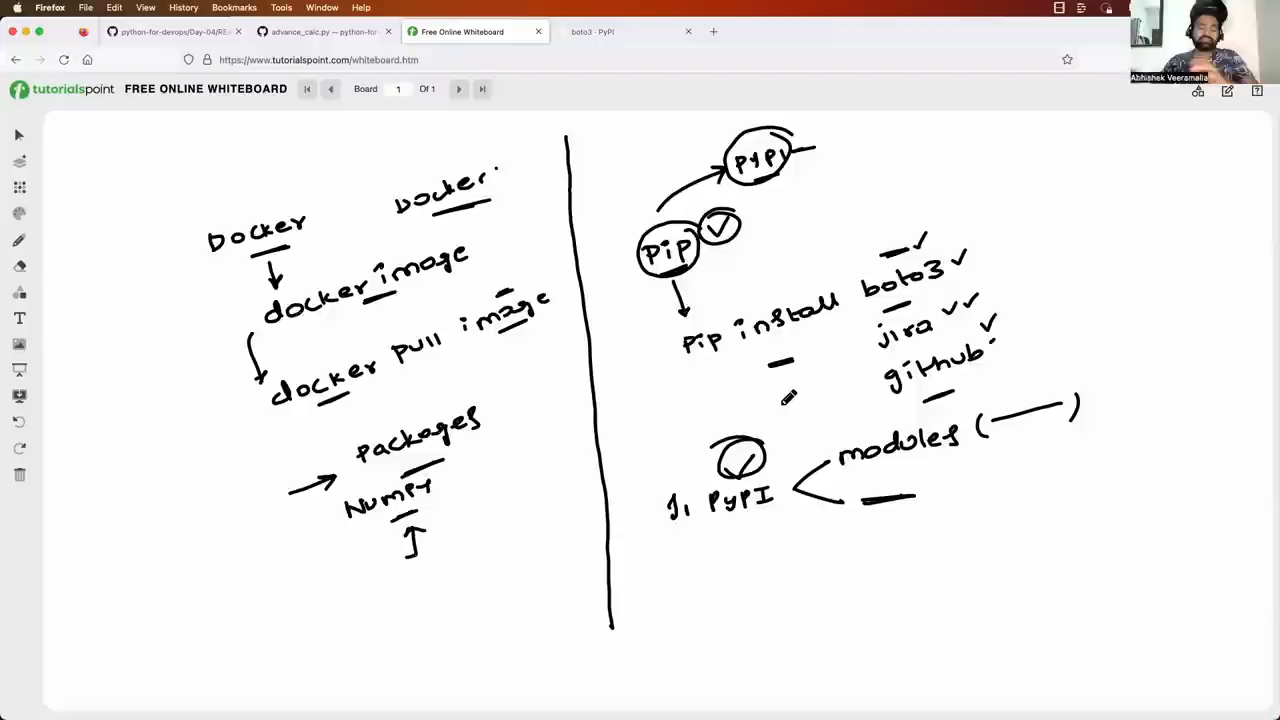 Firefox File Edit View History Bookmarks Tools Window Help
python-for-devops/Day-04/RE
advance_calc.py — python-for-
Free Online Whiteboard
boto3 · PyPI
https://www.tutorialspoint.com/whiteboard.htm
Abhishek Veeramalla
tutorialspoint FREE ONLINE WHITEBOARD Board 1 Of 1
Docker
Docker
docker image
docker pull image
packages
NumPY
PyPI
pip
pip install boto3
jira
github
modules ( )
1, PyPI